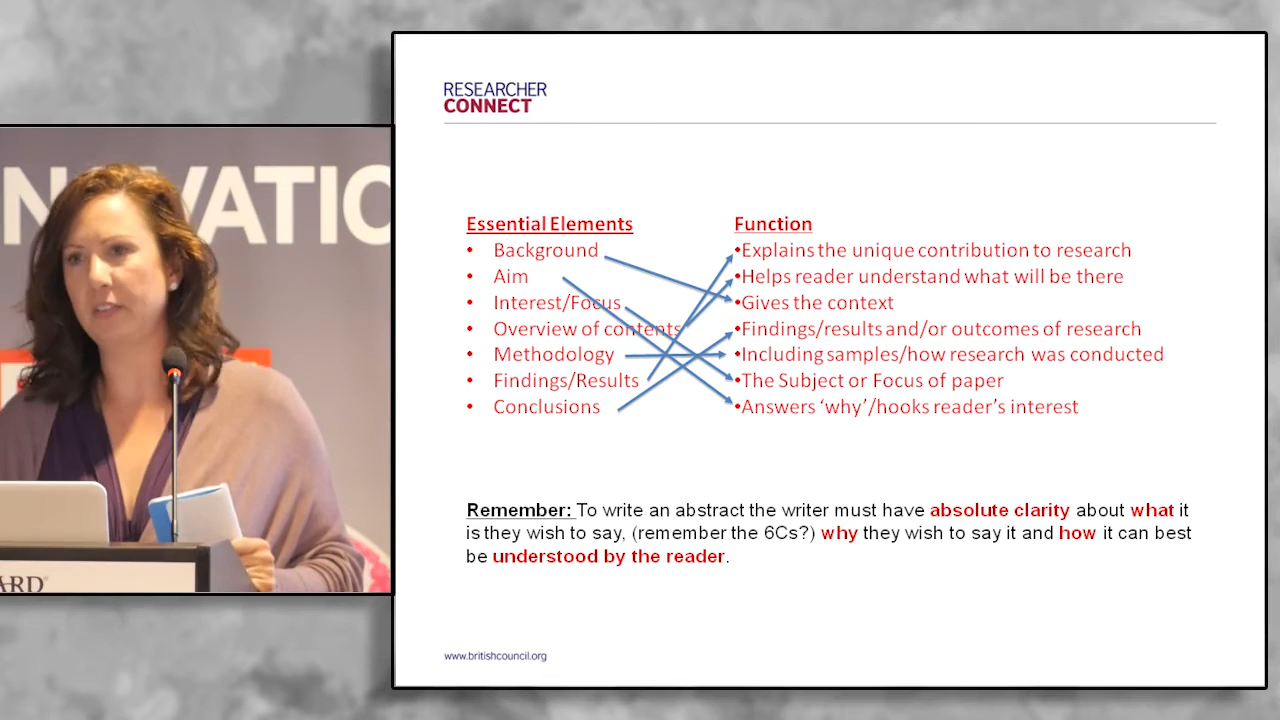 NOVATIO
ARD
RESEARCHER
CONNECT
Essential Elements
• Background
• Aim
• Interest/Focus
• Overview of contents
• Methodology
• Findings/Results
• Conclusions
Function
•Explains the unique contribution to research
•Helps reader understand what will be there
•Gives the context
•Findings/results and/or outcomes of research
•Including samples/how research was conducted
•The Subject or Focus of paper
•Answers ‘why’/hooks reader’s interest
Remember: To write an abstract the writer must have absolute clarity about what it
is they wish to say, (remember the 6Cs?) why they wish to say it and how it can best
be understood by the reader.
www.britishcouncil.org